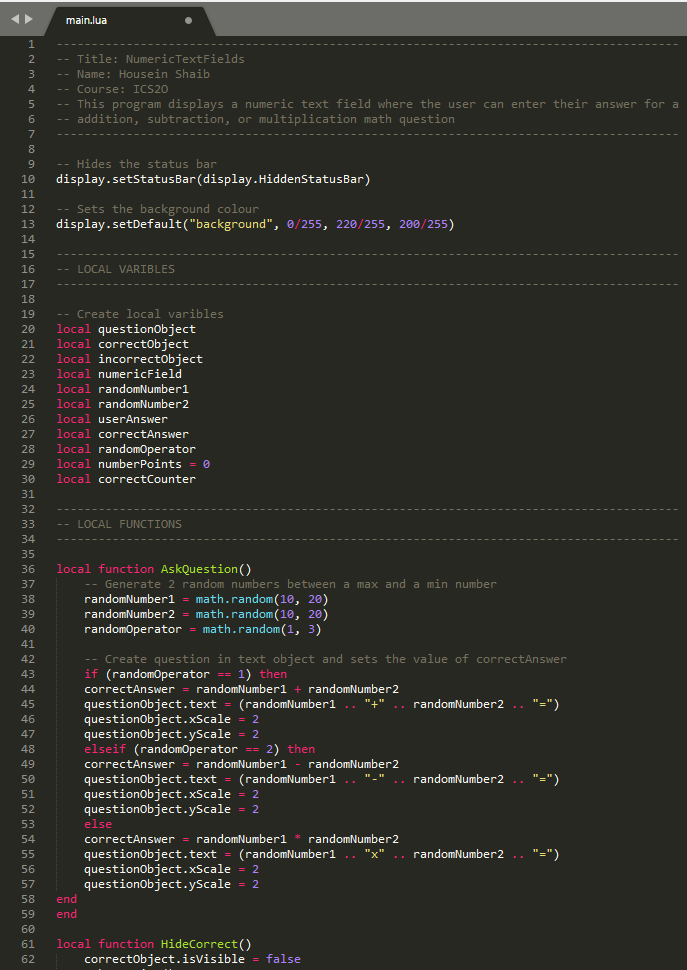 main.lua
1 ----------------------------------------------------------------------------------------
2 -- Title: NumericTextFields
3 -- Name: Housein Shaib
4 -- Course: ICS2O
5 -- This program displays a numeric text field where the user can enter their answer for a
6 -- addition, subtraction, or multiplication math question
7 ----------------------------------------------------------------------------------------
8
9 -- Hides the status bar
10 display.setStatusBar(display.HiddenStatusBar)
11
12 -- Sets the background colour
13 display.setDefault("background", 0/255, 220/255, 200/255)
14
15 ----------------------------------------------------------------------------------------
16 -- LOCAL VARIBLES
17 ----------------------------------------------------------------------------------------
18
19 -- Create local varibles
20 local questionObject
21 local correctObject
22 local incorrectObject
23 local numericField
24 local randomNumber1
25 local randomNumber2
26 local userAnswer
27 local correctAnswer
28 local randomOperator
29 local numberPoints = 0
30 local correctCounter
31
32 ----------------------------------------------------------------------------------------
33 -- LOCAL FUNCTIONS
34 ----------------------------------------------------------------------------------------
35
36 local function AskQuestion()
37     -- Generate 2 random numbers between a max and a min number
38     randomNumber1 = math.random(10, 20)
39     randomNumber2 = math.random(10, 20)
40     randomOperator = math.random(1, 3)
41
42     -- Create question in text object and sets the value of correctAnswer
43     if (randomOperator == 1) then
44     correctAnswer = randomNumber1 + randomNumber2
45     questionObject.text = (randomNumber1 .. "+" .. randomNumber2 .. "=")
46     questionObject.xScale = 2
47     questionObject.yScale = 2
48     elseif (randomOperator == 2) then
49     correctAnswer = randomNumber1 - randomNumber2
50     questionObject.text = (randomNumber1 .. "-" .. randomNumber2 .. "=")
51     questionObject.xScale = 2
52     questionObject.yScale = 2
53     else
54     correctAnswer = randomNumber1 * randomNumber2
55     questionObject.text = (randomNumber1 .. "x" .. randomNumber2 .. "=")
56     questionObject.xScale = 2
57     questionObject.yScale = 2
58 end
59 end
60
61 local function HideCorrect()
62     correctObject.isVisible = false